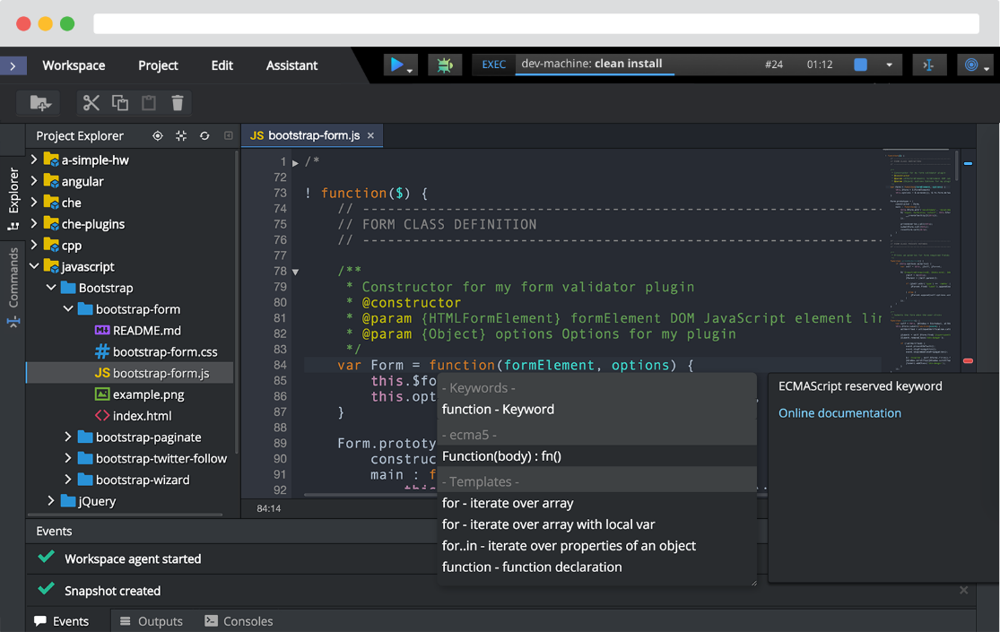 Workspace Project Edit Assistant EXEC dev-machine: clean install #24 01:12
Project Explorer
JS bootstrap-form.js ×
Explorer
Commands
a-simple-hw
angular
che
che-plugins
cpp
javascript
Bootstrap
bootstrap-form
README.md
bootstrap-form.css
JS bootstrap-form.js
example.png
index.html
bootstrap-paginate
bootstrap-twitter-follow
bootstrap-wizard
jQuery
1 /*
72
73 ! function($) {
74 // ----------------------------------------------------------------
75 // FORM CLASS DEFINITION
76 // ----------------------------------------------------------------
77
78 /**
79 * Constructor for my form validator plugin
80 * @constructor
81 * @param {HTMLFormElement} formElement DOM JavaScript element lin
82 * @param {Object} options Options for my plugin
83 */
84 var Form = function(formElement, options) {
85 this.$fo
86 this.opt
87 }
88
89 Form.prototy
90 construc
91 main : f
92
84:14
- Keywords -
function - Keyword
- ecma5 -
Function(body) : fn()
- Templates -
for - iterate over array
for - iterate over array with local var
for..in - iterate over properties of an object
function - function declaration
ECMAScript reserved keyword
Online documentation
Events
Workspace agent started
Snapshot created
Events Outputs Consoles